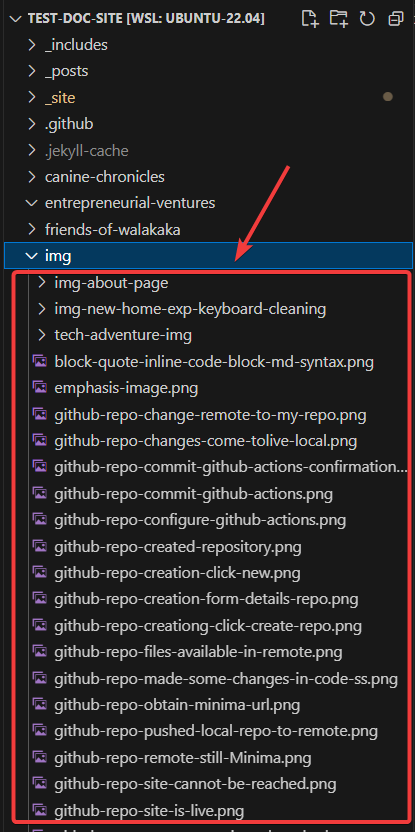 TEST-DOC-SITE [WSL: UBUNTU-22.04]
_includes
_posts
_site
.github
.jekyll-cache
canine-chronicles
entrepreneurial-ventures
friends-of-walakaka
img
img-about-page
img-new-home-exp-keyboard-cleaning
tech-adventure-img
block-quote-inline-code-block-md-syntax.png
emphasis-image.png
github-repo-change-remote-to-my-repo.png
github-repo-changes-come-tolive-local.png
github-repo-commit-github-actions-confirmation...
github-repo-commit-github-actions.png
github-repo-configure-github-actions.png
github-repo-created-repository.png
github-repo-creation-click-new.png
github-repo-creation-form-details-repo.png
github-repo-creationg-click-create-repo.png
github-repo-files-available-in-remote.png
github-repo-made-some-changes-in-code-ss.png
github-repo-obtain-minima-url.png
github-repo-pushed-local-repo-to-remote.png
github-repo-remote-still-Minima.png
github-repo-site-cannot-be-reached.png
github-repo-site-is-live.png